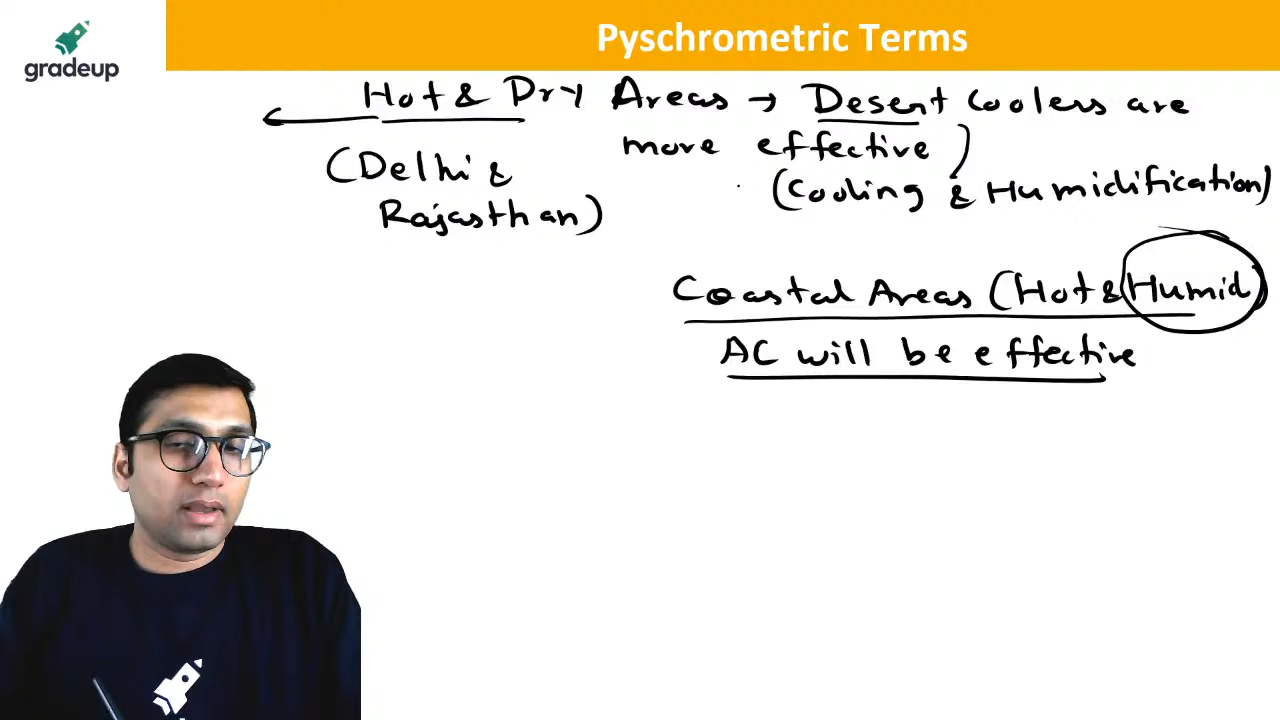 Pyschrometric Terms
gradeup
Hot & Dry Areas → Desert Coolers are
more effective
(Delhi &
(Cooling & Humidification)
Rajasthan)
Coastal Areas (Hot & Humid)
AC will be effective